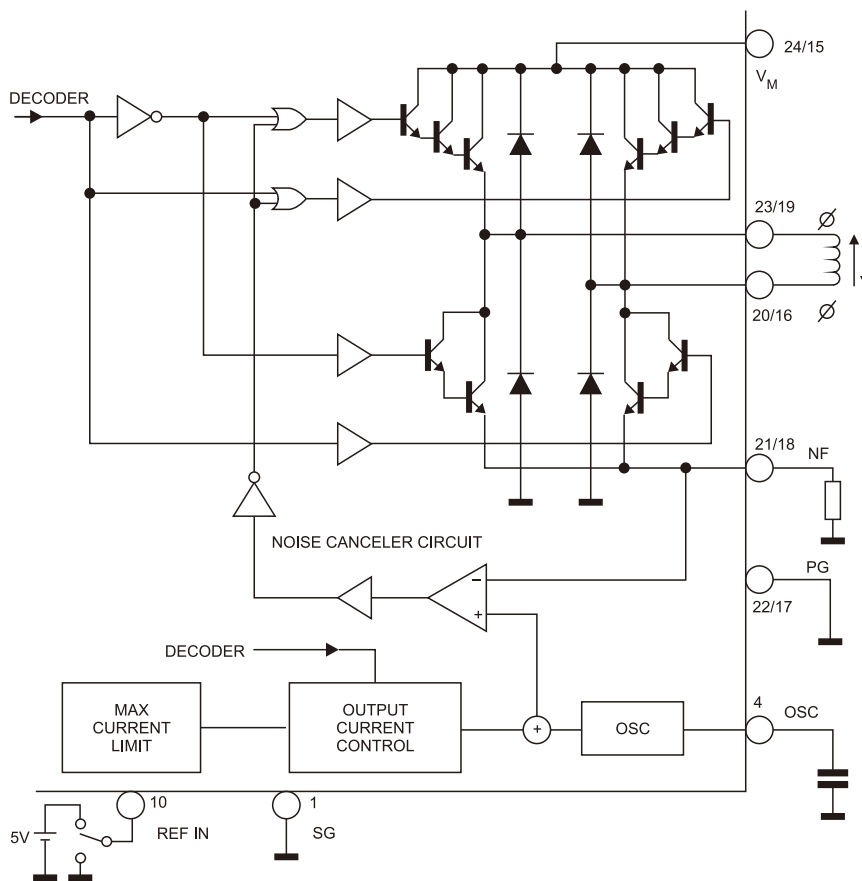 24/15
V_M
DECODER
23/19
20/16
21/18
NF
NOISE CANCELER CIRCUIT
PG
22/17
−
+
DECODER
MAX
CURRENT
LIMIT
OUTPUT
CURRENT
CONTROL
+
OSC
4
OSC
10
REF IN
1
SG
5V